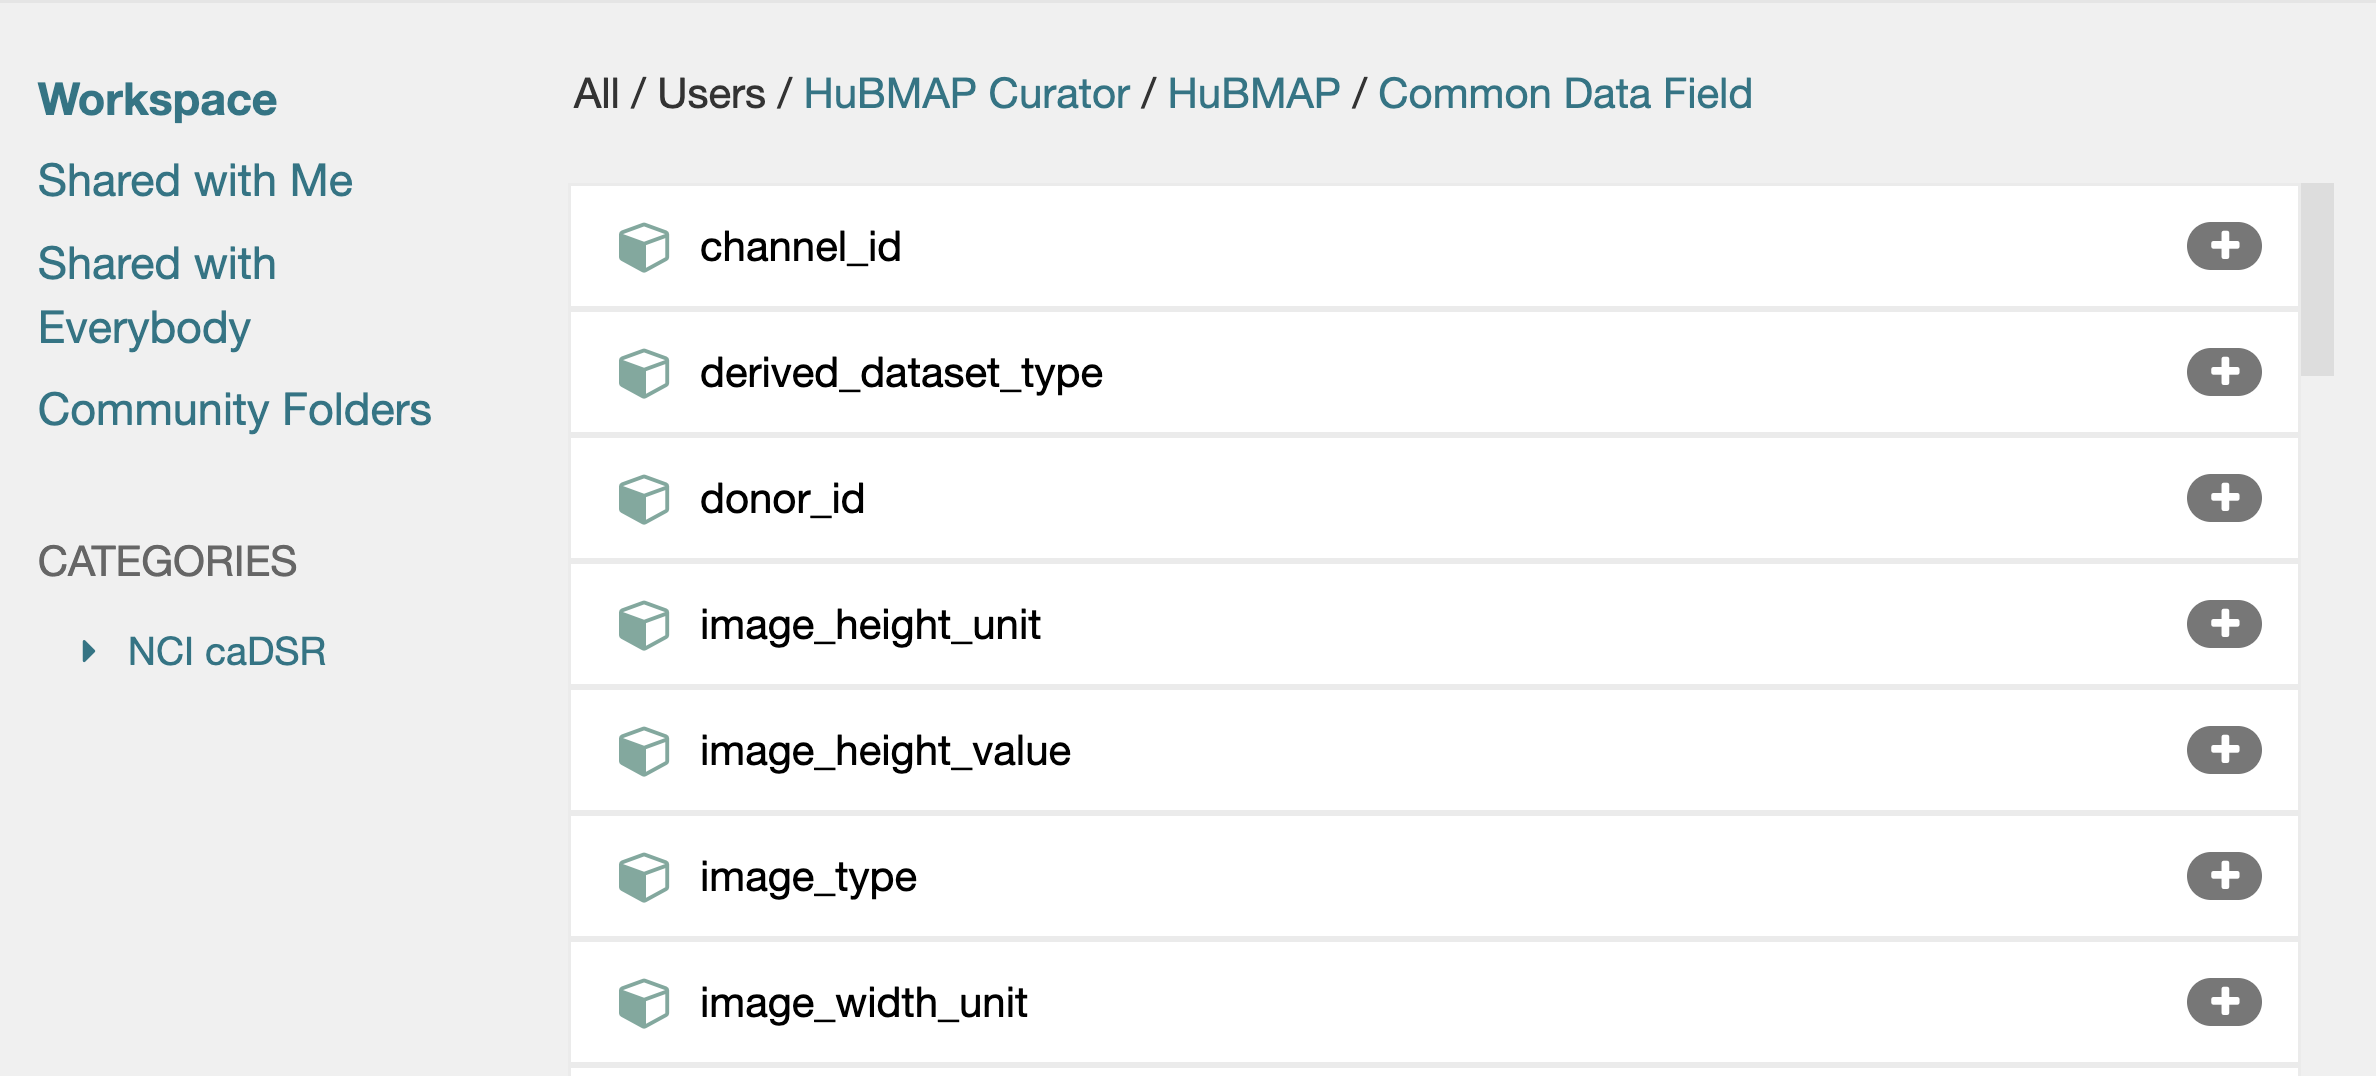 Workspace
Shared with Me
Shared with
Everybody
Community Folders
CATEGORIES
NCI caDSR
All / Users / HuBMAP Curator / HuBMAP / Common Data Field
channel_id
derived_dataset_type
donor_id
image_height_unit
image_height_value
image_type
image_width_unit